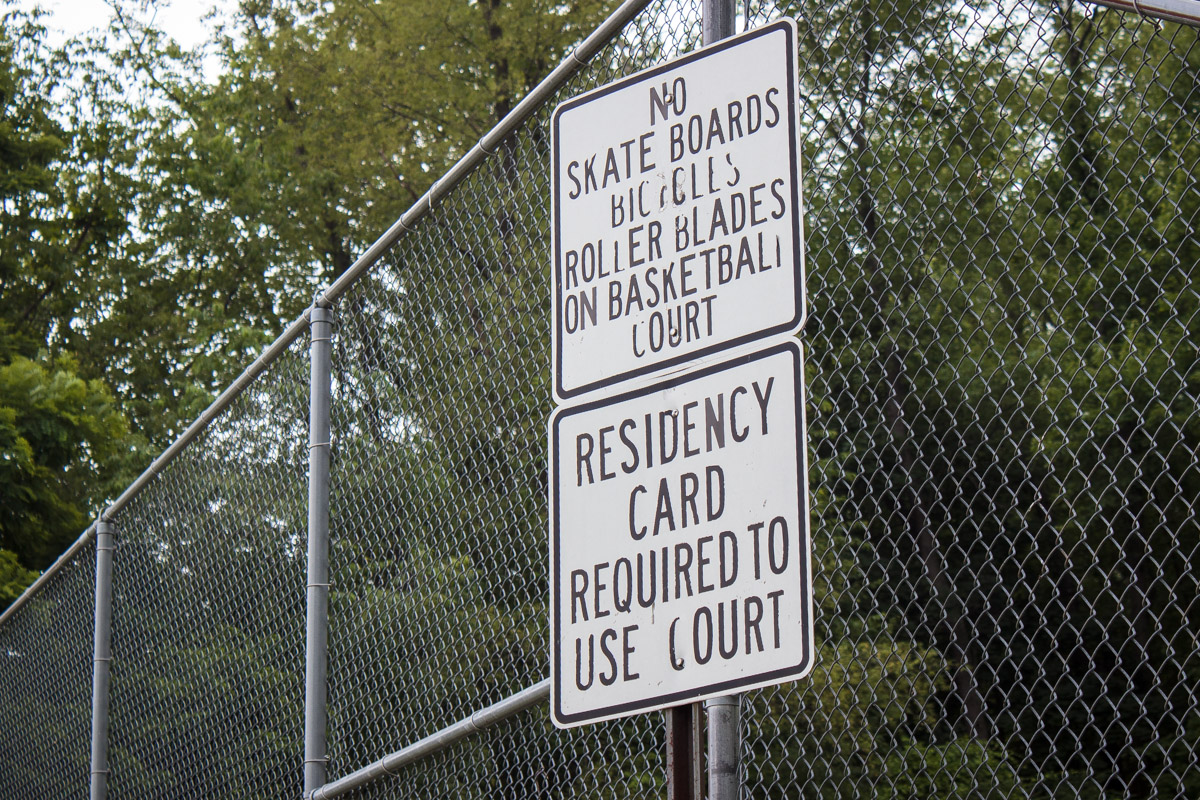 NO
SKATE BOARDS
BICYCLES
ROLLER BLADES
ON BASKETBALL
COURT
RESIDENCY
CARD
REQUIRED TO
USE COURT